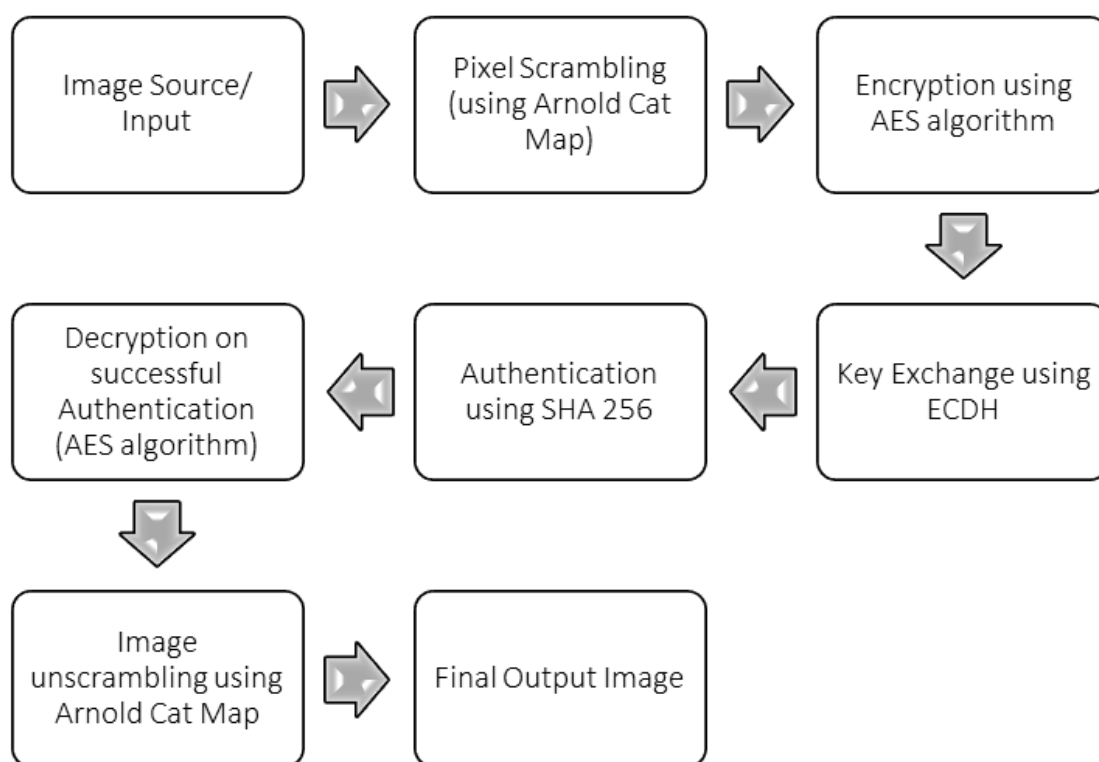 Image Source/
Input
Pixel Scrambling
(using Arnold Cat
Map)
Encryption using
AES algorithm
Key Exchange using
ECDH
Authentication
using SHA 256
Decryption on
successful
Authentication
(AES algorithm)
Image
unscrambling using
Arnold Cat Map
Final Output Image